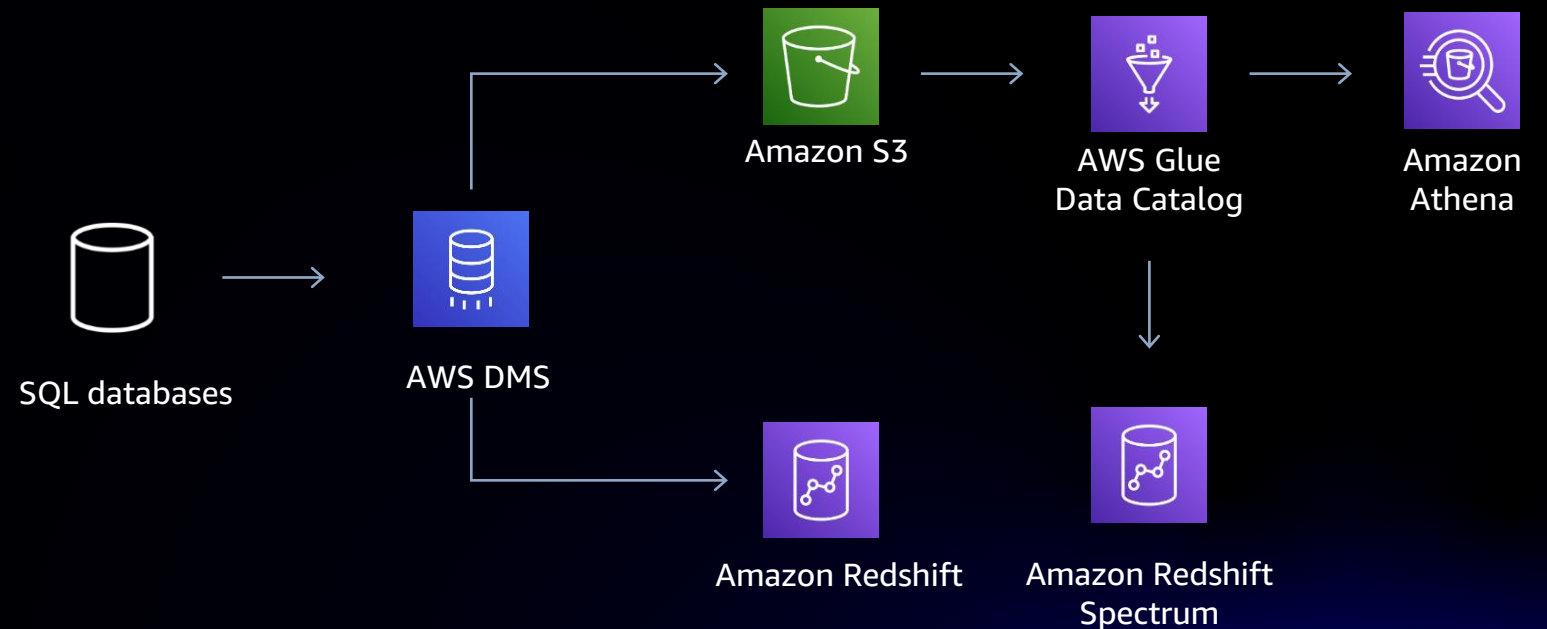 Amazon S3
AWS Glue
Data Catalog
Amazon
Athena
SQL databases
AWS DMS
Amazon Redshift
Amazon Redshift
Spectrum